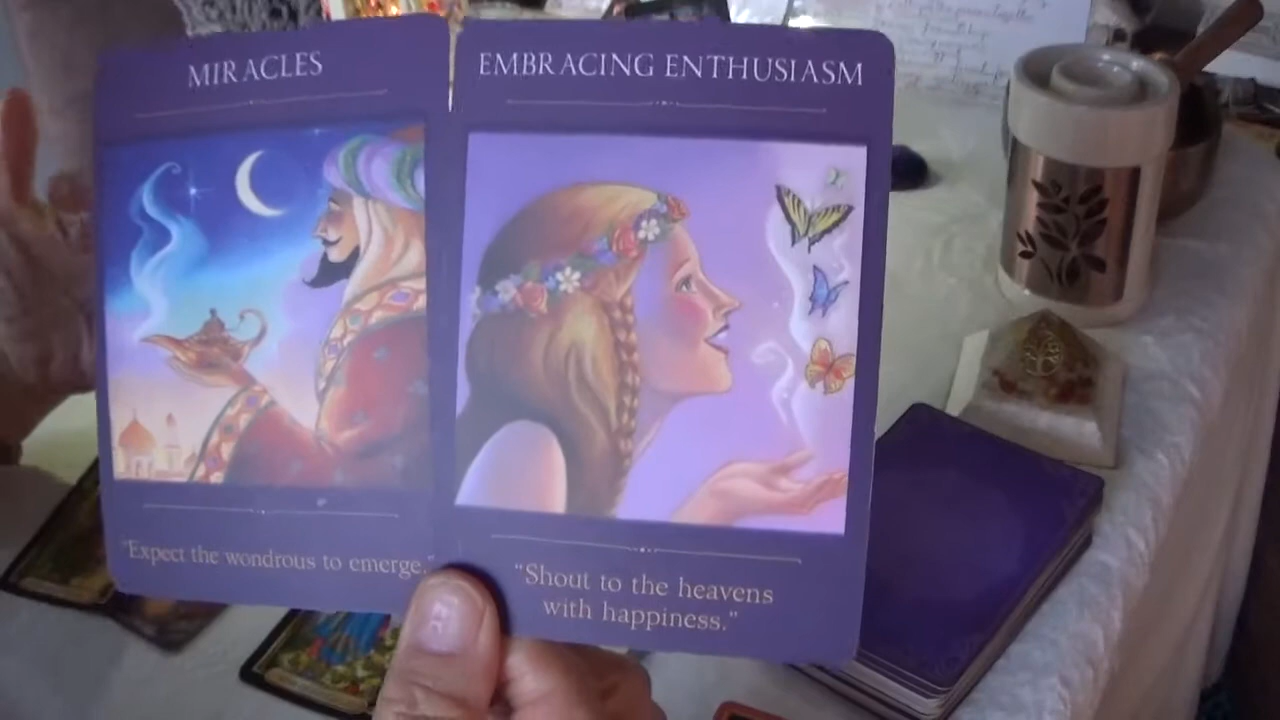 MIRACLES
"Expect the wondrous to emerge."
EMBRACING ENTHUSIASM
"Shout to the heavens
with happiness."